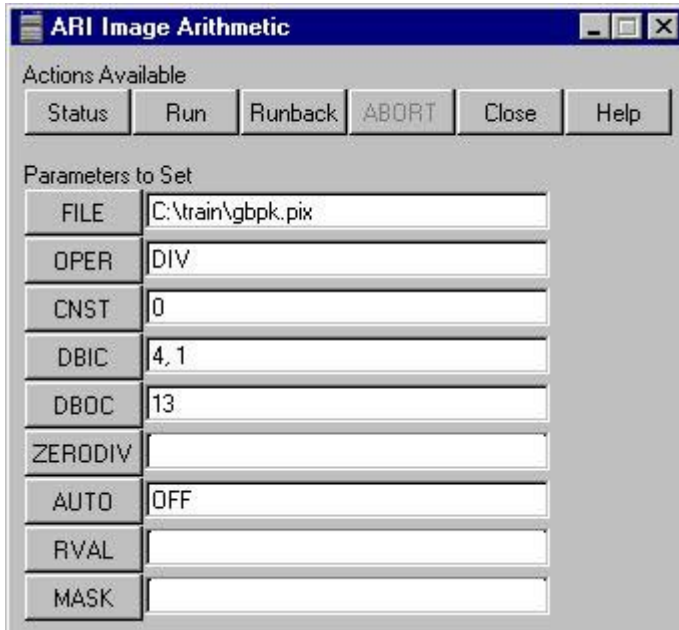 ARI Image Arithmetic
Actions Available
Status Run Runback ABORT Close Help
Parameters to Set
FILE C:\train\gbpk.pix
OPER DIV
CNST 0
DBIC 4, 1
DBOC 13
ZERODIV
AUTO OFF
RVAL
MASK